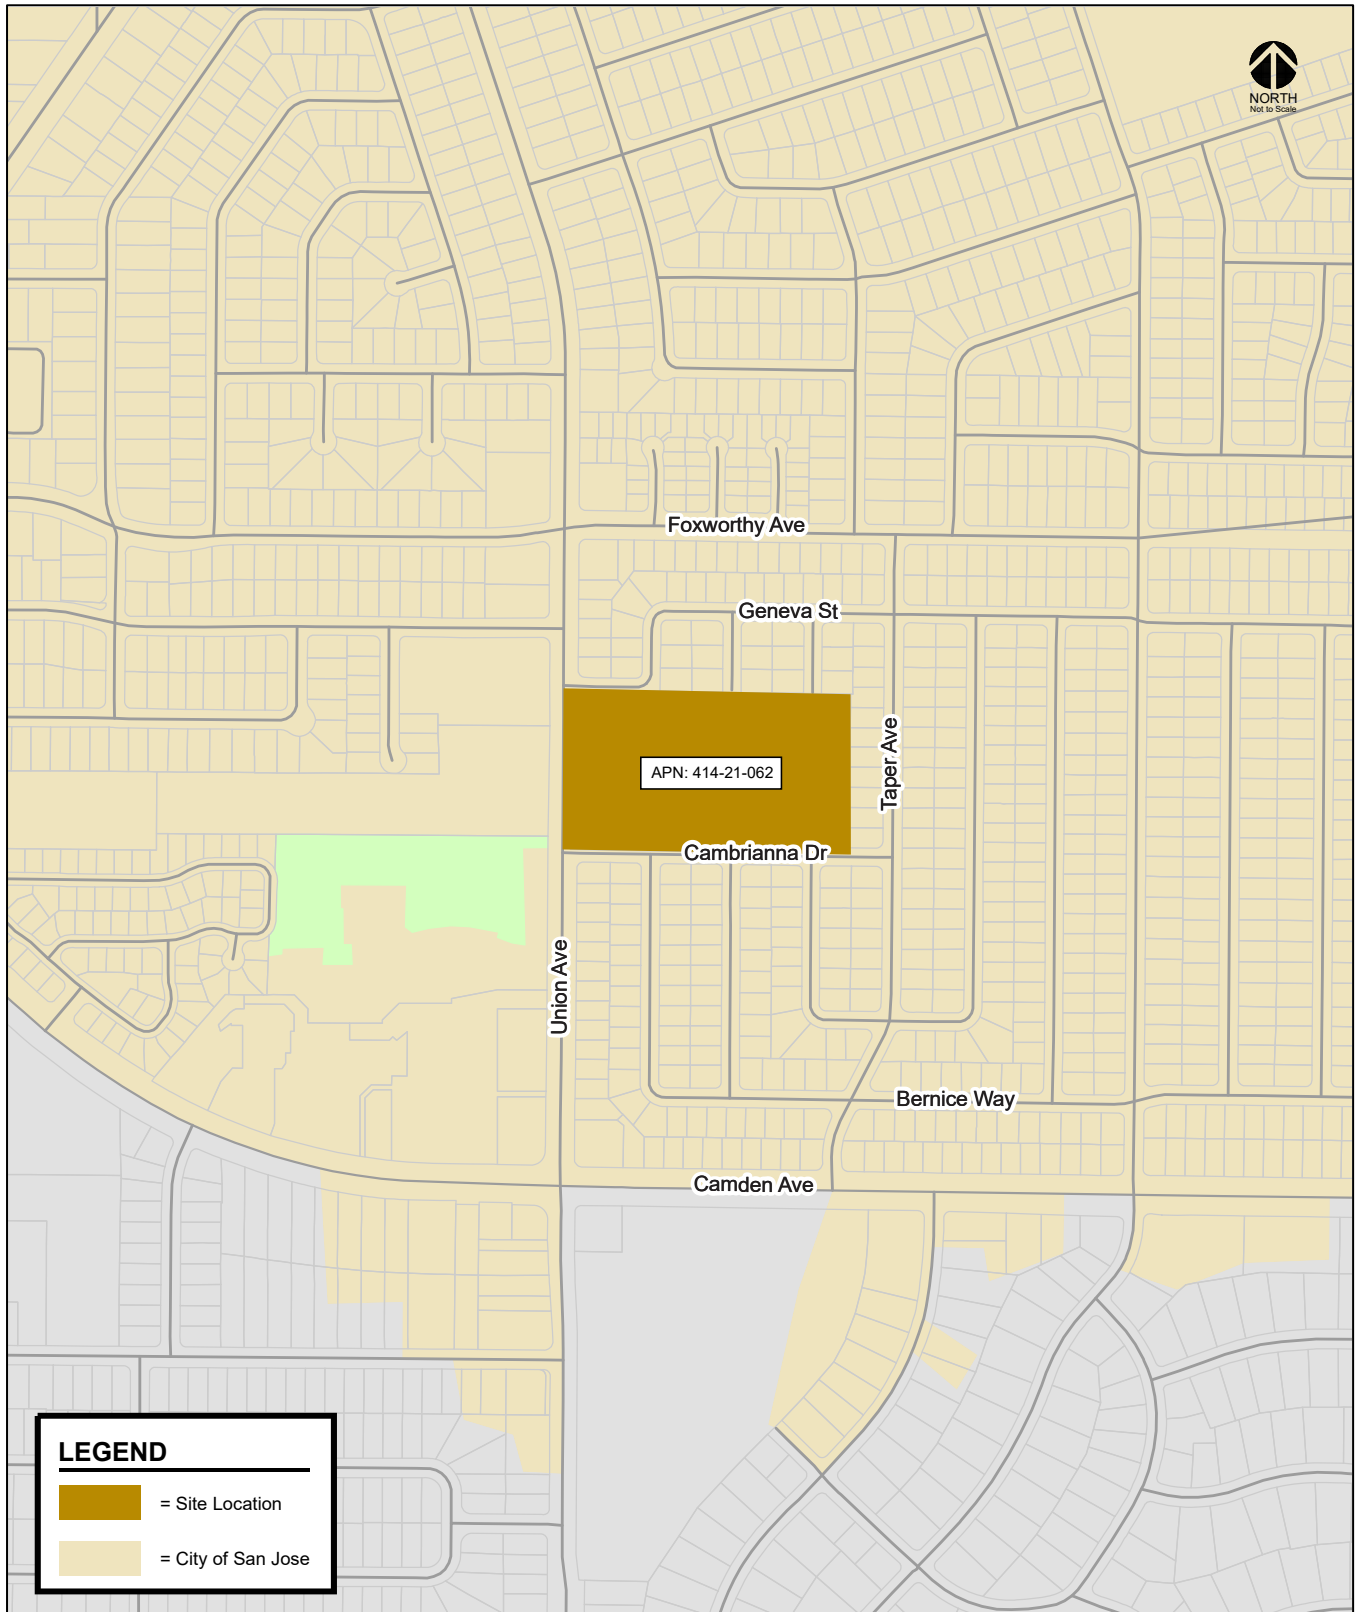 NORTH
Not to Scale
Foxworthy Ave
Geneva St
APN: 414-21-062
Taper Ave
Cambrianna Dr
Union Ave
Bernice Way
Camden Ave
LEGEND
= Site Location
= City of San Jose